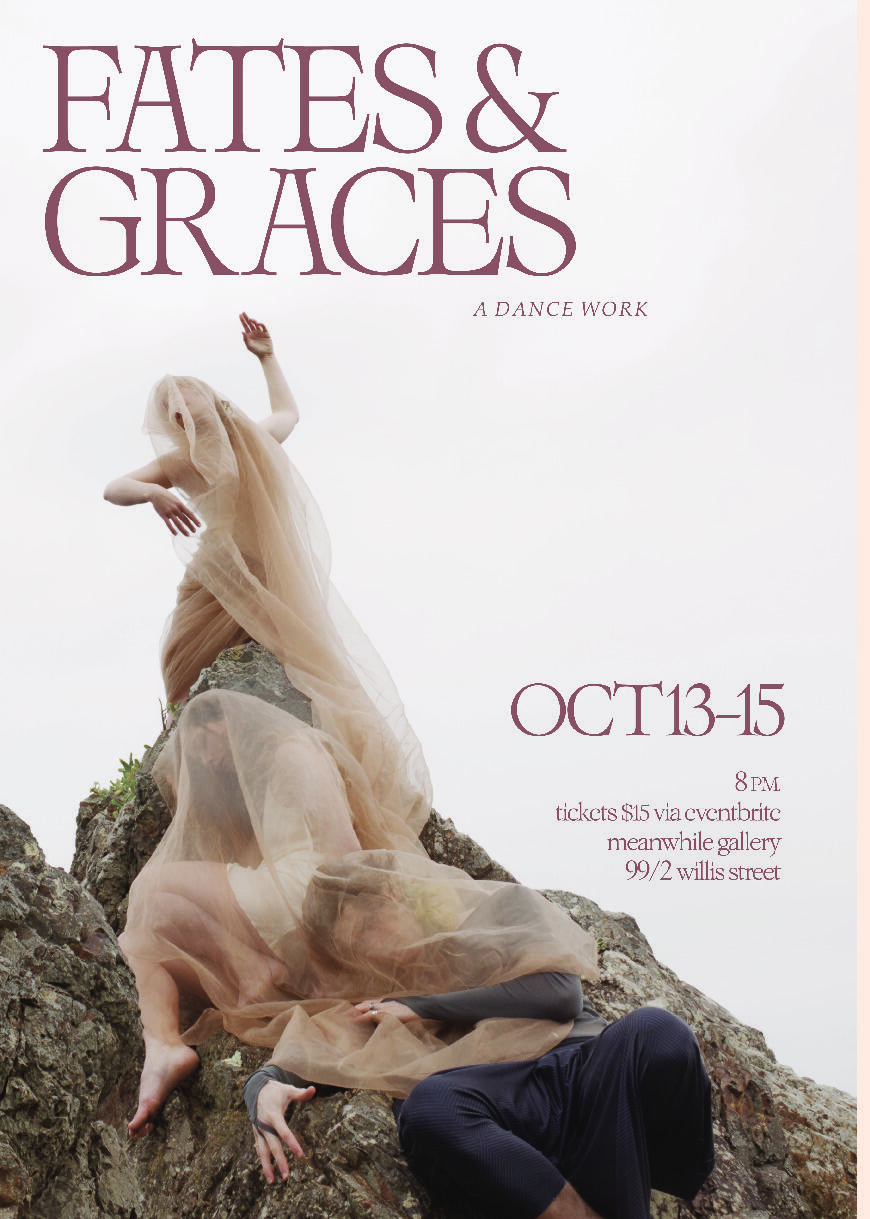 FATES &
GRACES
A DANCE WORK
OCT 13–15
8 PM
tickets $15 via eventbrite
meanwhile gallery
99/2 willis street